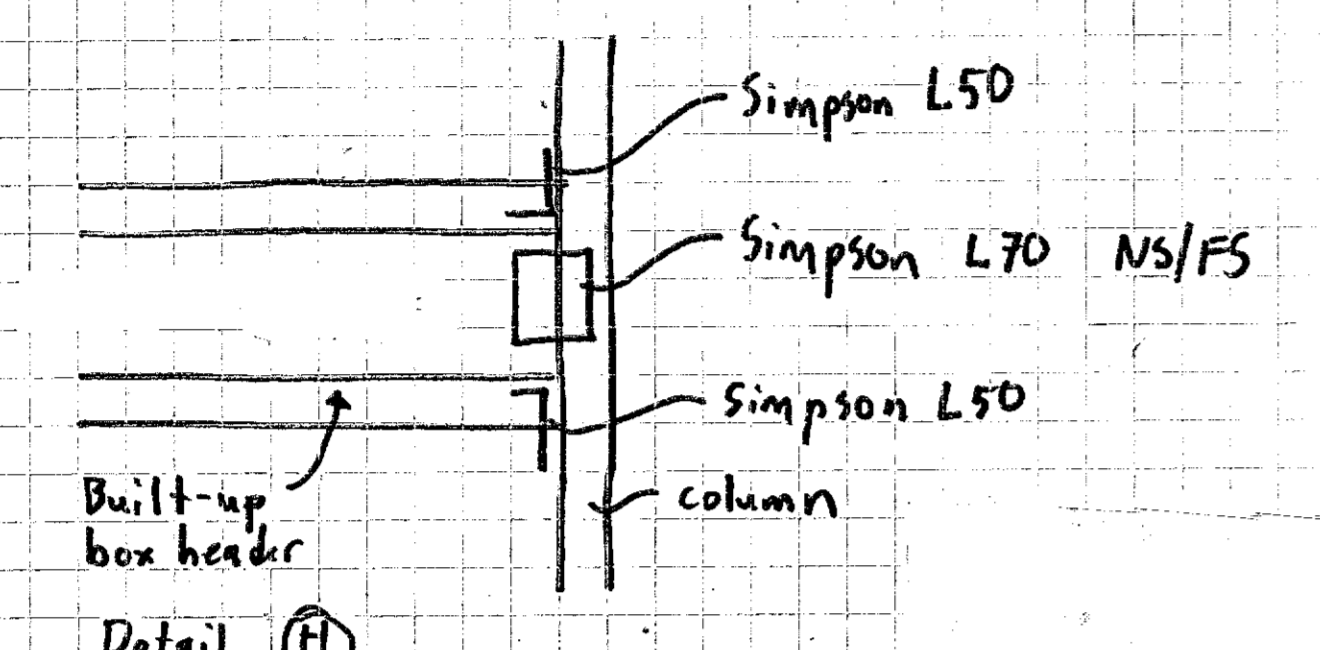 Simpson L50
Simpson L70 NS/FS
Simpson L50
column
Built-up
box header
Detail H